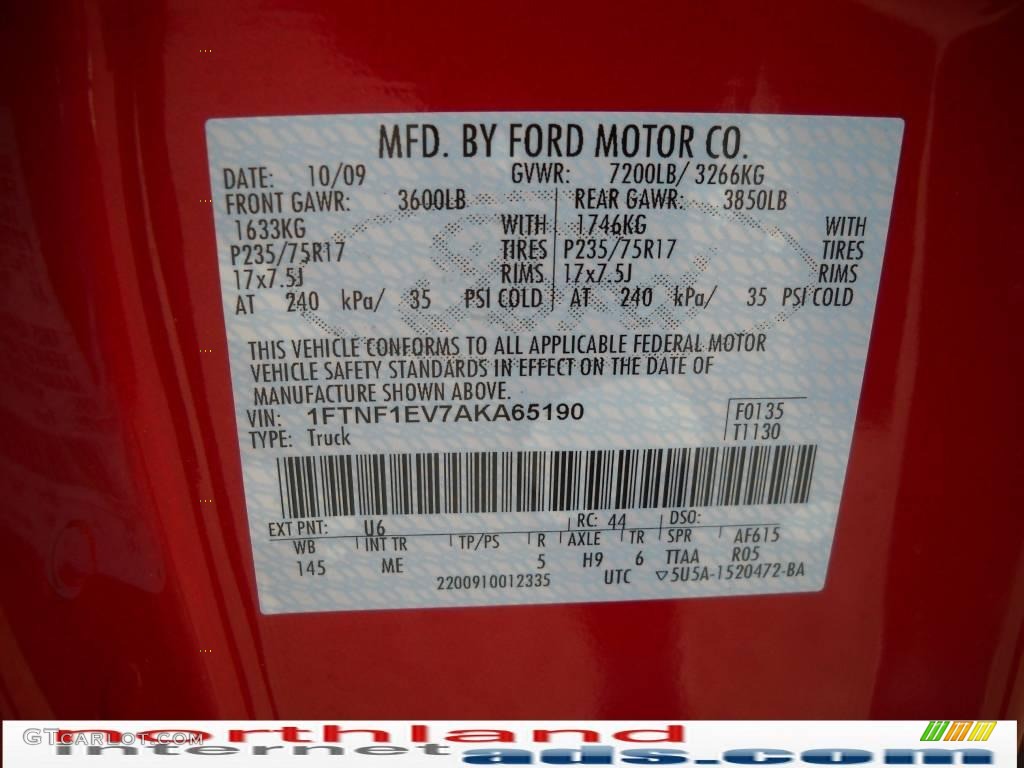 MFD. BY FORD MOTOR CO.
DATE: 10/09 GVWR: 7200LB/ 3266KG
FRONT GAWR: 3600LB REAR GAWR: 3850LB
1633KG WITH 1746KG WITH
P235/75R17 TIRES P235/75R17 TIRES
17x7.5J RIMS 17x7.5J RIMS
AT 240 kPa/ 35 PSI COLD AT 240 kPa/ 35 PSI COLD
THIS VEHICLE CONFORMS TO ALL APPLICABLE FEDERAL MOTOR
VEHICLE SAFETY STANDARDS IN EFFECT ON THE DATE OF
MANUFACTURE SHOWN ABOVE.
VIN: 1FTNF1EV7AKA65190 F0135
TYPE: Truck T1130
EXT PNT: U6 RC: 44 DSO:
WB INT TR TP/PS R AXLE TR SPR AF615
145 ME 5 H9 6 TTAA R05
2200910012335 UTC ▽5U5A-1520472-BA
GTcarlot.com
northland
internet ads.com